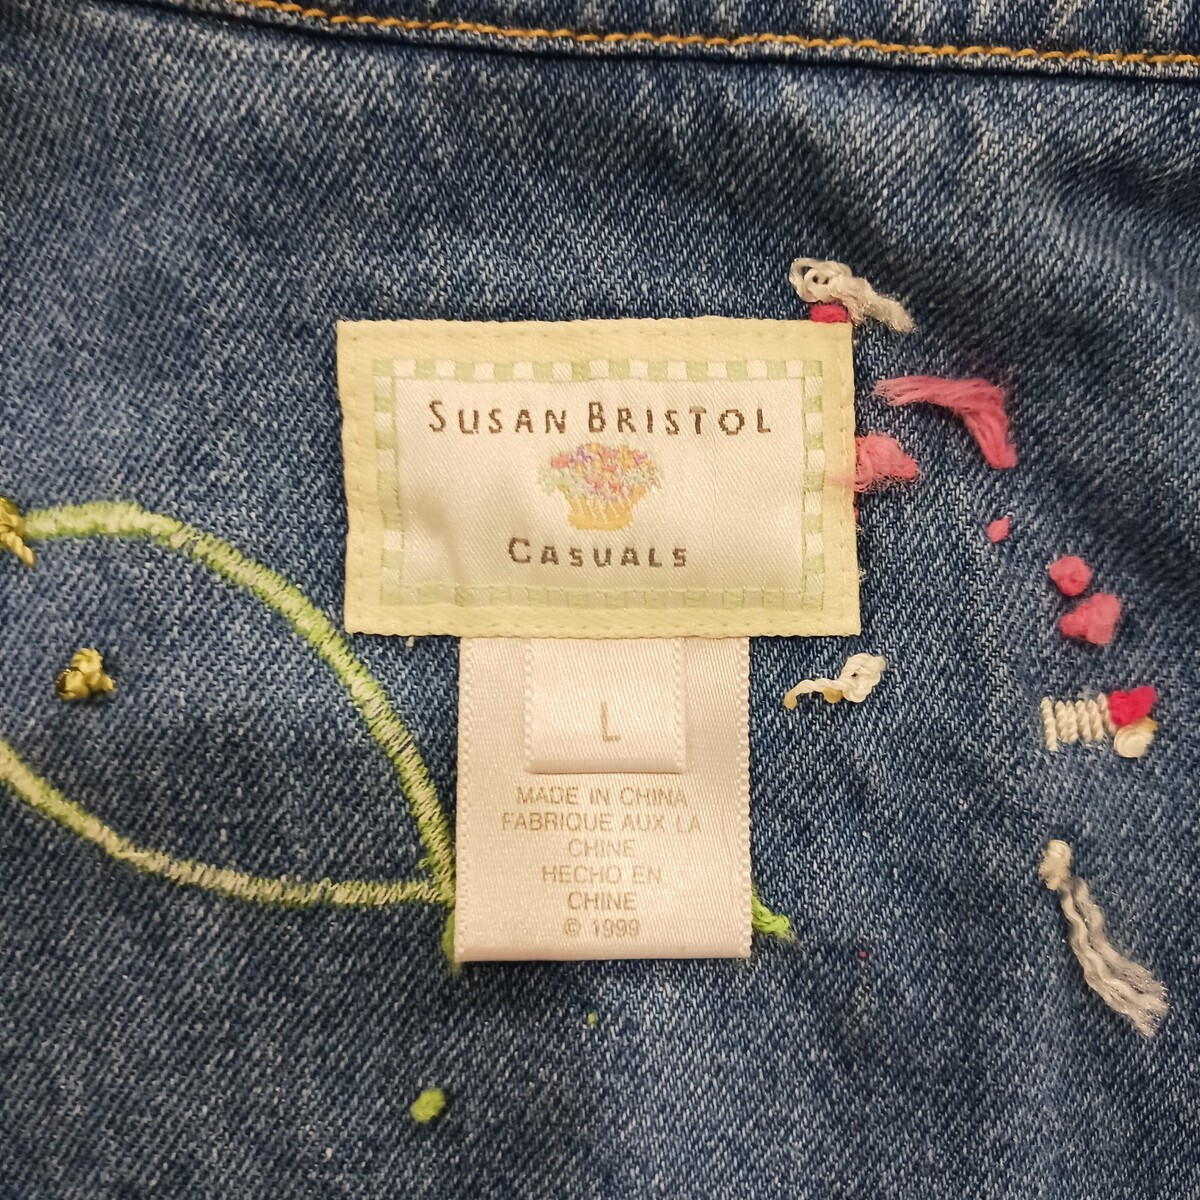 SUSAN BRISTOL
CASUALS
L
MADE IN CHINA
FABRIQUE AUX LA
CHINE
HECHO EN
CHINE
© 1999